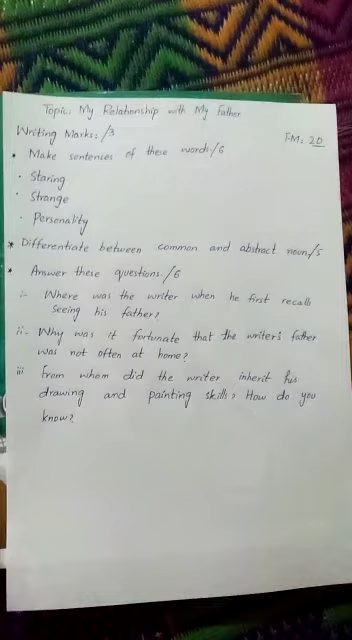 Topic: My Relationship with My Father
Writing Marks: /3
T.M: 20
* Make sentences of these words-/6
· Staring
· Strange
· Personality
* Differentiate between common and abstract noun/5
* Answer these questions./6
i- Where was the writer when he first recalls
seeing his father?
ii- Why was it fortunate that the writer's father
was not often at home?
iii From whom did the writer inherit his
drawing and painting skills? How do you
know?